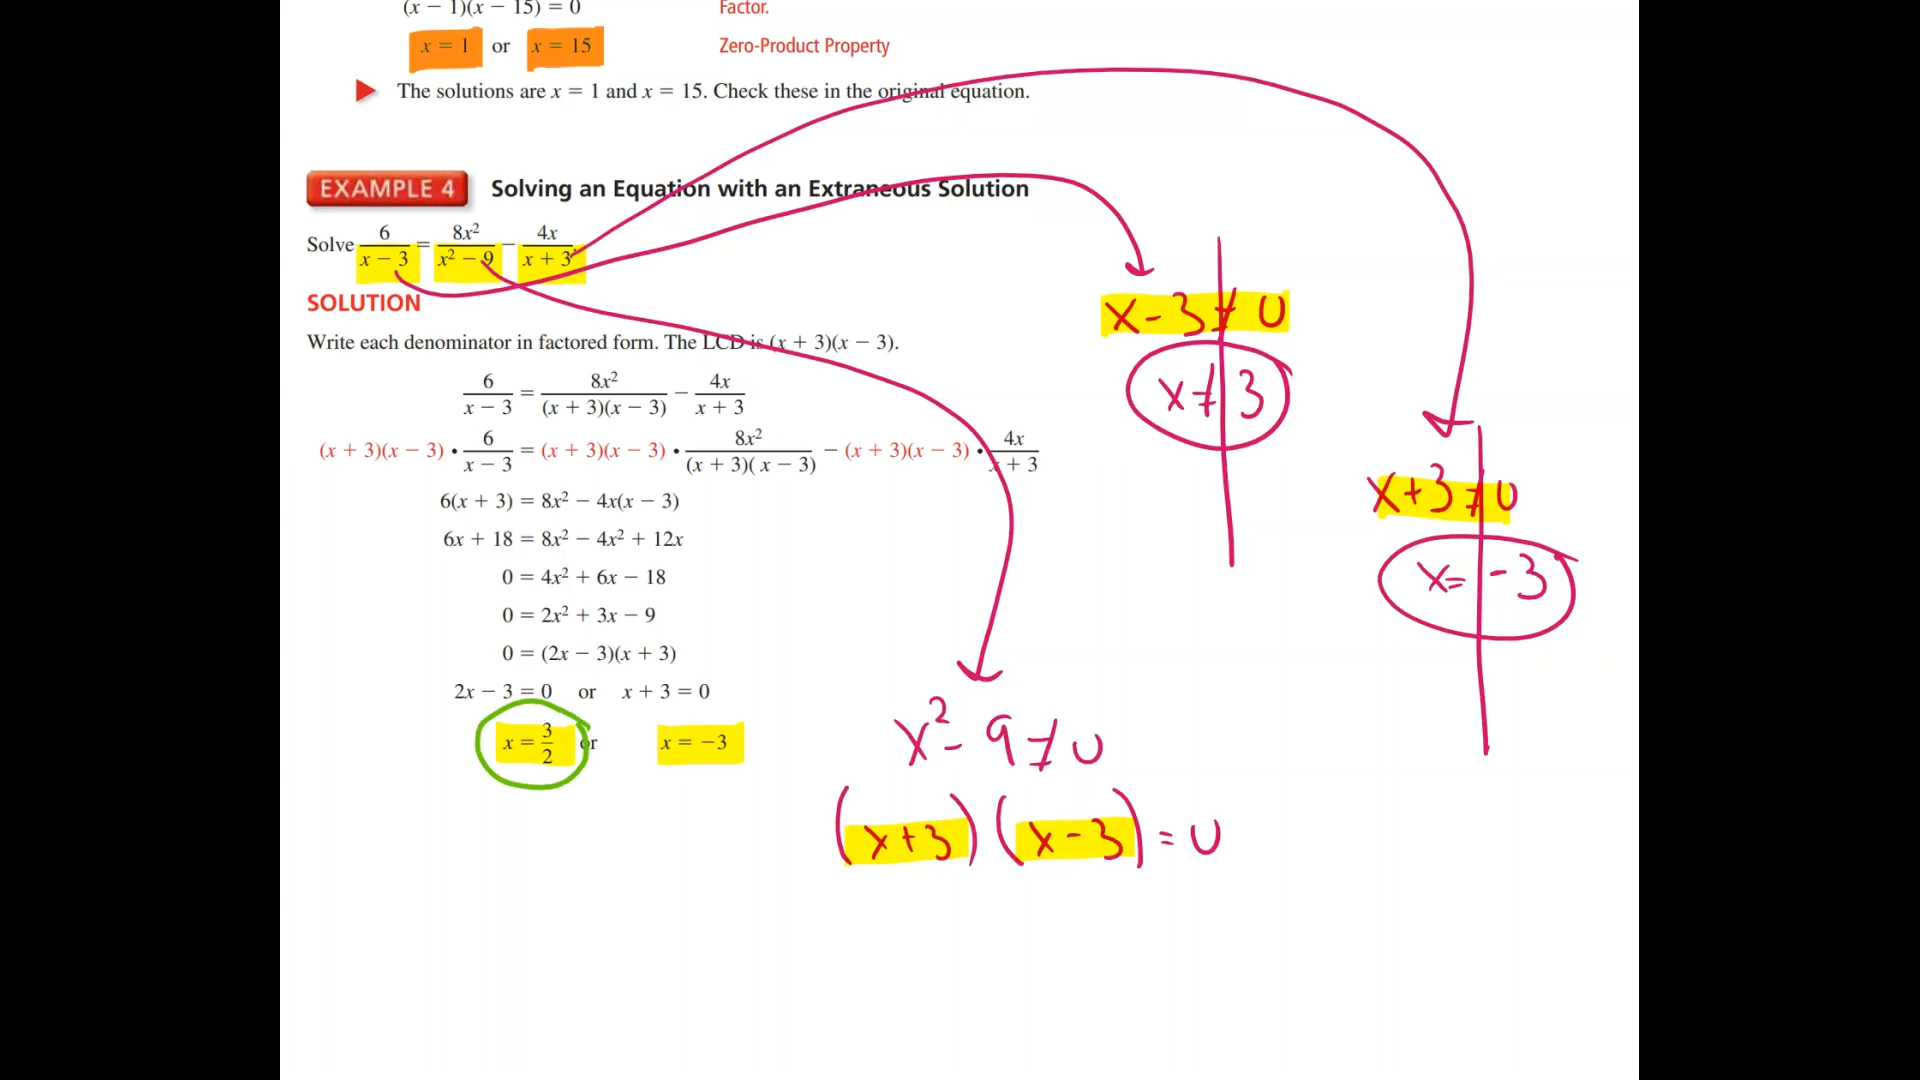 (x − 1)(x − 15) = 0 Factor.
x = 1 or x = 15 Zero-Product Property
The solutions are x = 1 and x = 15. Check these in the original equation.
EXAMPLE 4 Solving an Equation with an Extraneous Solution
Solve 6/(x − 3) = 8x²/(x² − 9) − 4x/(x + 3)
SOLUTION
Write each denominator in factored form. The LCD is (x + 3)(x − 3).
6/(x − 3) = 8x²/((x + 3)(x − 3)) − 4x/(x + 3)
(x + 3)(x − 3) • 6/(x − 3) = (x + 3)(x − 3) • 8x²/((x + 3)(x − 3)) − (x + 3)(x − 3) • 4x/(x + 3)
6(x + 3) = 8x² − 4x(x − 3)
6x + 18 = 8x² − 4x² + 12x
0 = 4x² + 6x − 18
0 = 2x² + 3x − 9
0 = (2x − 3)(x + 3)
2x − 3 = 0 or x + 3 = 0
x = 3/2 or x = −3
x - 3 ≠ 0
x ≠ 3
x + 3 ≠ 0
x = -3
x² - 9 ≠ 0
(x+3)(x-3) = 0